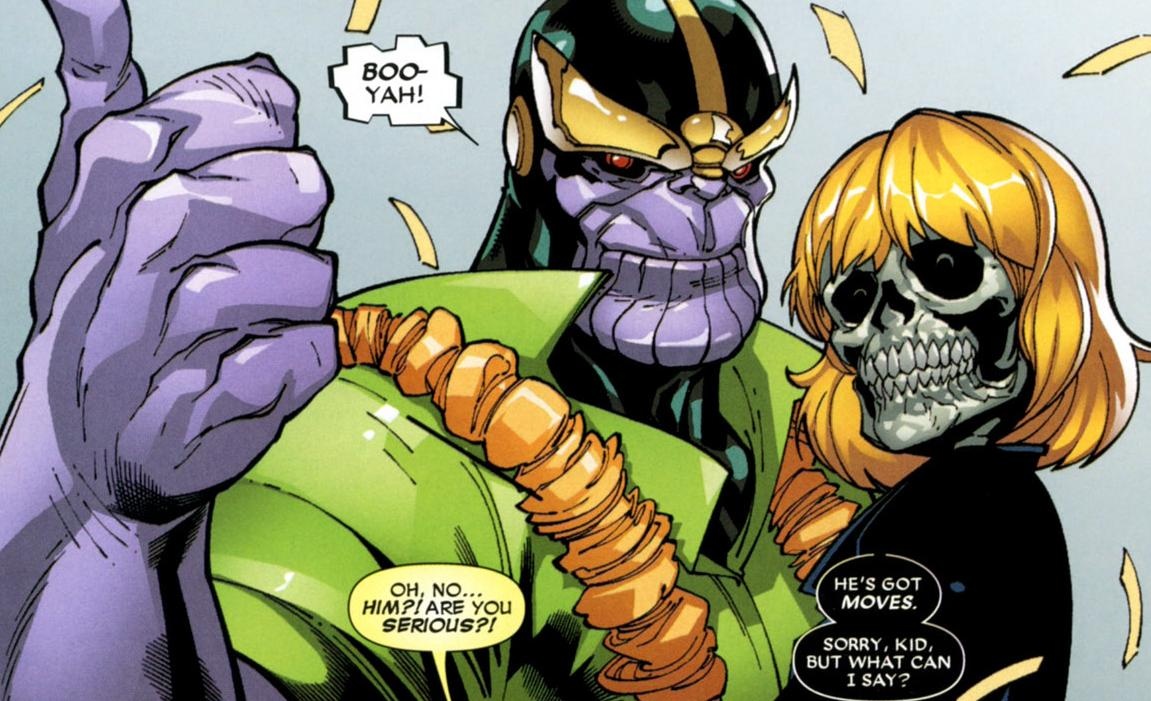 BOO-
YAH!
OH, NO...
HIM?! ARE YOU
SERIOUS?!
HE'S GOT
MOVES.
SORRY, KID,
BUT WHAT CAN
I SAY?